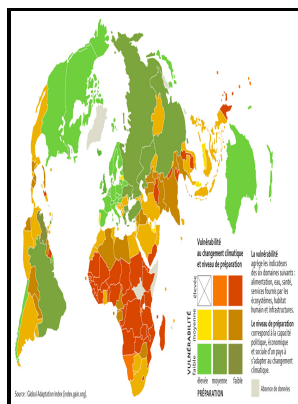 Vulnérabilité
au changement climatique
et niveau de préparation
VULNÉRABILITÉ
élevée
moyenne
faible
élevée moyenne faible
PRÉPARATION
La vulnérabilité
agrège les indicateurs
des six domaines suivants :
alimentation, eau, santé,
services fournis par les
écosystèmes, habitat
humain et infrastructures.
Le niveau de préparation
correspond à la capacité
politique, économique et
sociale d'un pays à
s'adapter au changement
climatique.
Absence de données
Source : Global Adaptation Index (index.gain.org).